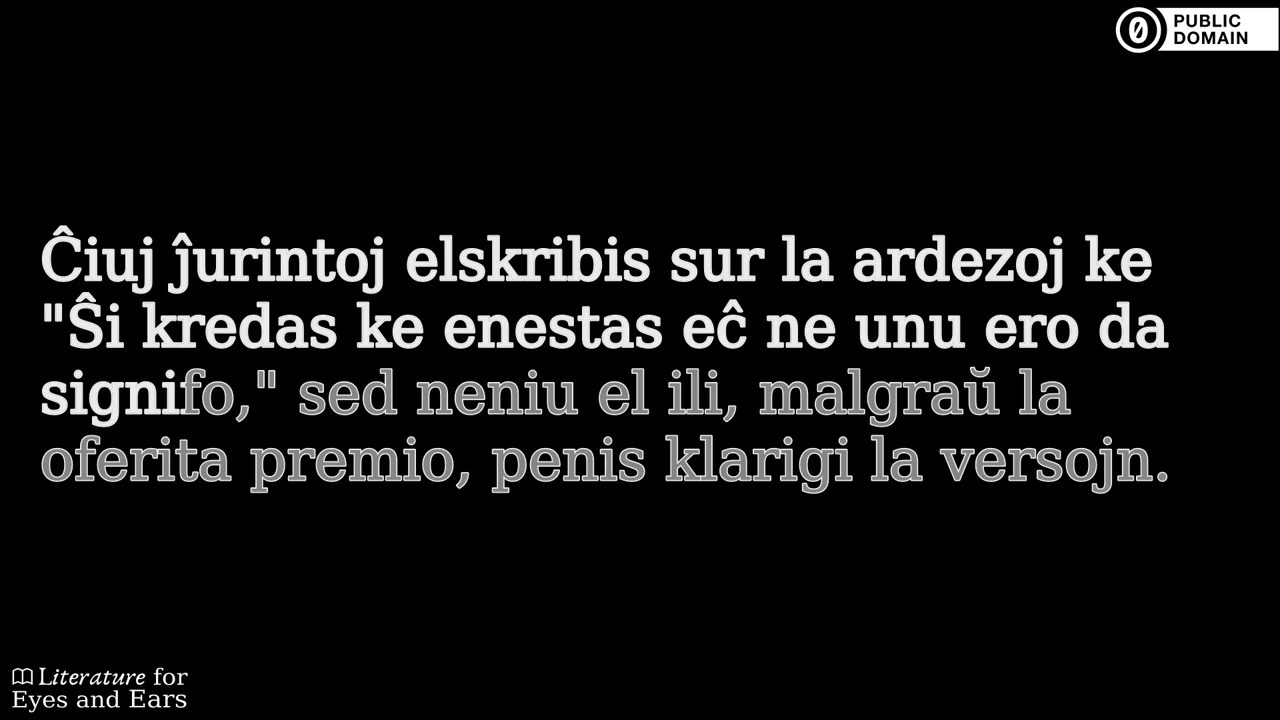 PUBLIC
DOMAIN
Ĉiuj ĵurintoj elskribis sur la ardezoj ke
"Ŝi kredas ke enestas eĉ ne unu ero da
signifo," sed neniu el ili, malgraŭ la
oferita premio, penis klarigi la versojn.
Literature for
Eyes and Ears